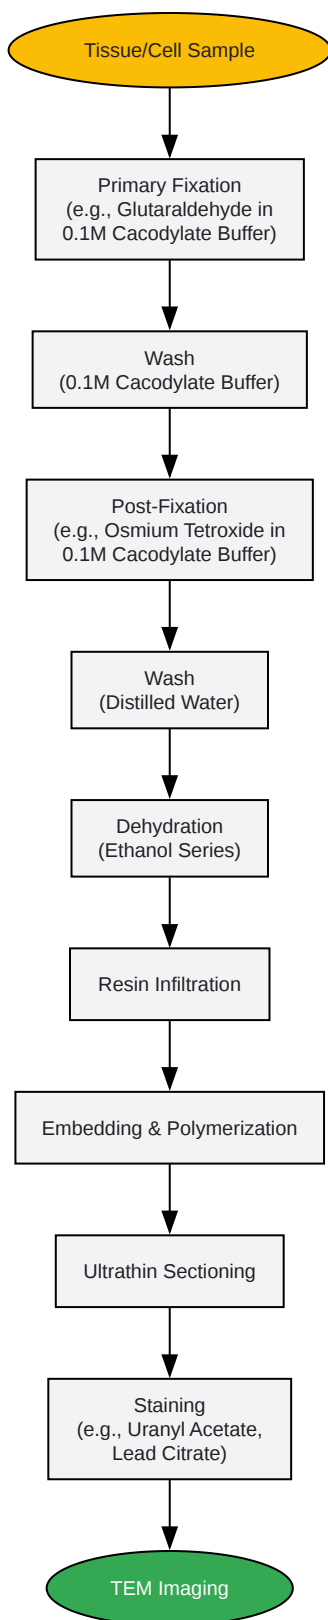 Tissue/Cell Sample
Primary Fixation
(e.g., Glutaraldehyde in
0.1M Cacodylate Buffer)
Wash
(0.1M Cacodylate Buffer)
Post-Fixation
(e.g., Osmium Tetroxide in
0.1M Cacodylate Buffer)
Wash
(Distilled Water)
Dehydration
(Ethanol Series)
Resin Infiltration
Embedding & Polymerization
Ultrathin Sectioning
Staining
(e.g., Uranyl Acetate,
Lead Citrate)
TEM Imaging